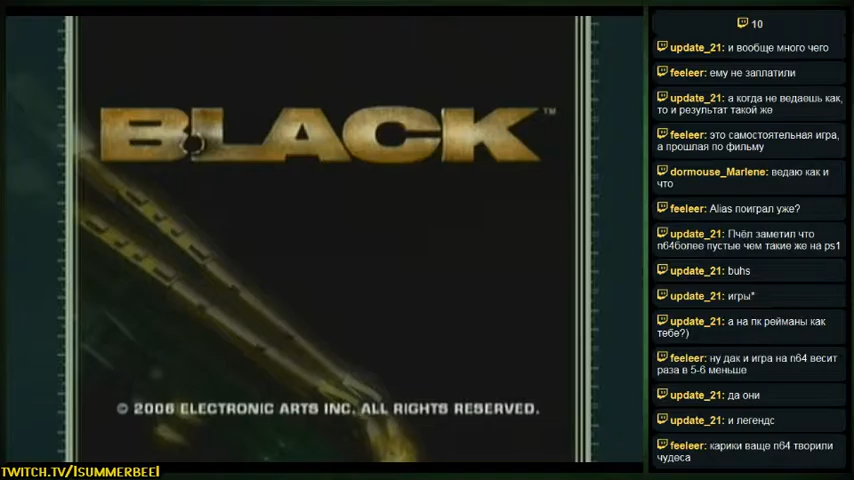 BLACK™
© 2006 ELECTRONIC ARTS INC. ALL RIGHTS RESERVED.
TWITCH.TV/|SUMMERBEE|
10
update_21: и вообще много чего
feeleer: ему не заплатили
update_21: а когда не ведаешь как,
то и результат такой же
feeleer: это самостоятельная игра,
а прошлая по фильму
dormouse_Marlene: ведаю как и
что
feeleer: Alias поиграл уже?
update_21: Пчёл заметил что
n64более пустые чем такие же на ps1
update_21: buhs
update_21: игры*
update_21: а на пк рейманы как
тебе?)
feeleer: ну дак и игра на n64 весит
раза в 5-6 меньше
update_21: да они
update_21: и легендс
feeleer: карики ваще n64 творили
чудеса